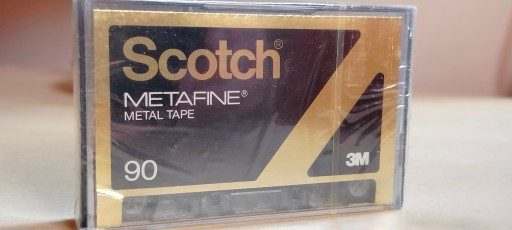 Scotch®
METAFINE®
METAL TAPE
90
3M